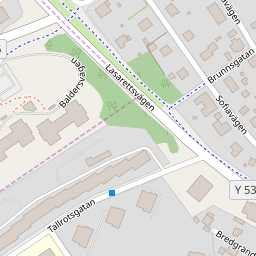 Baldersvägen
Lasarettsvägen
Brunnsgatan
Sofiavägen
Y 53
Tallrotsgatan
Bredgränd